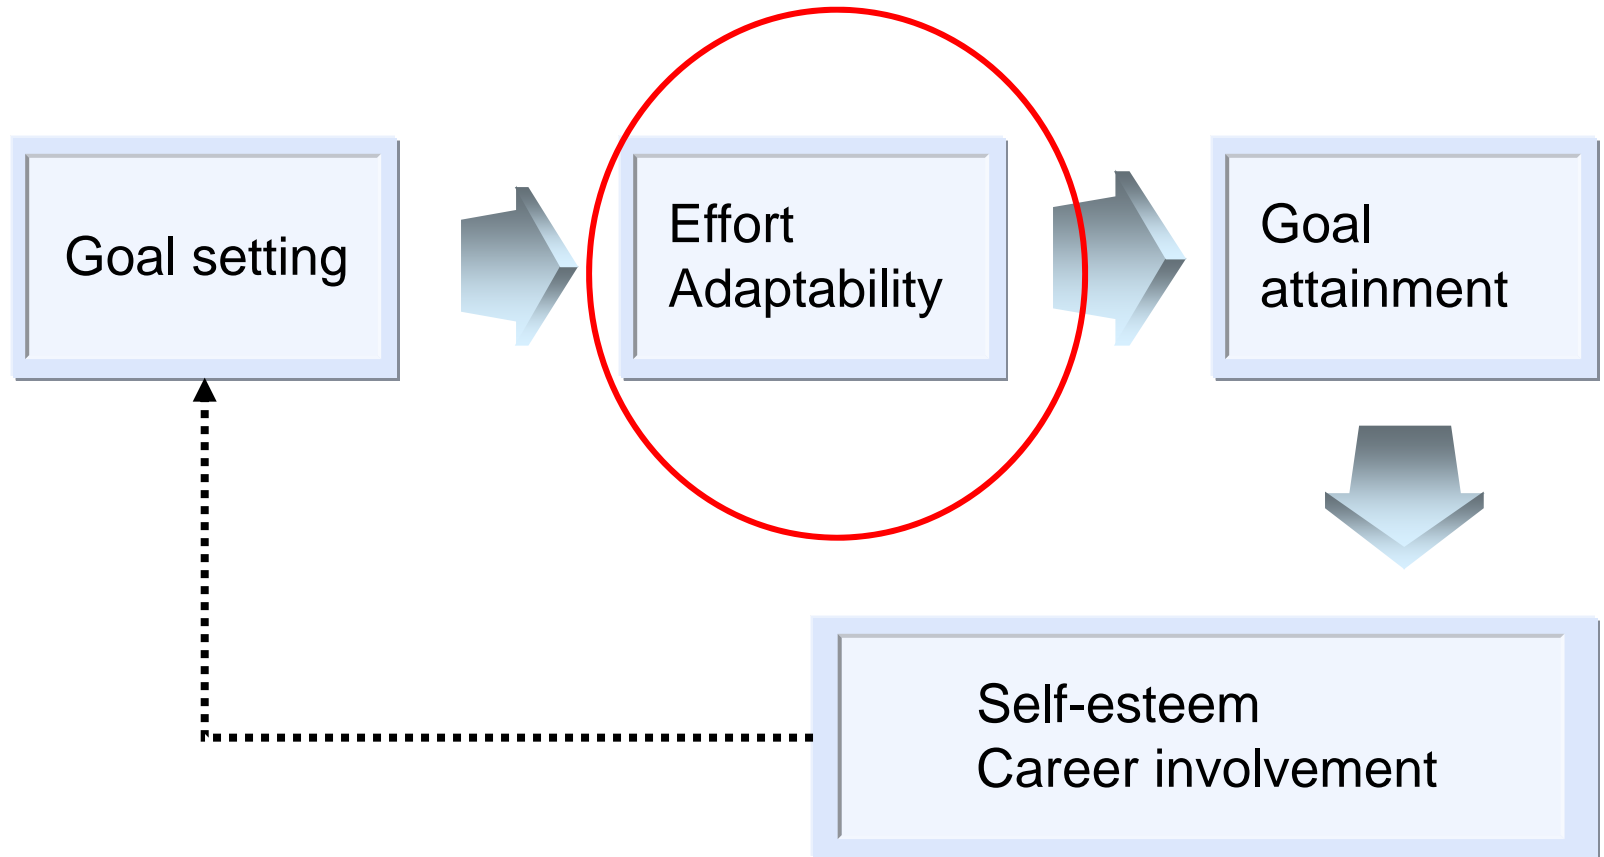 Goal setting
Effort
Adaptability
Goal
attainment
Self-esteem
Career involvement